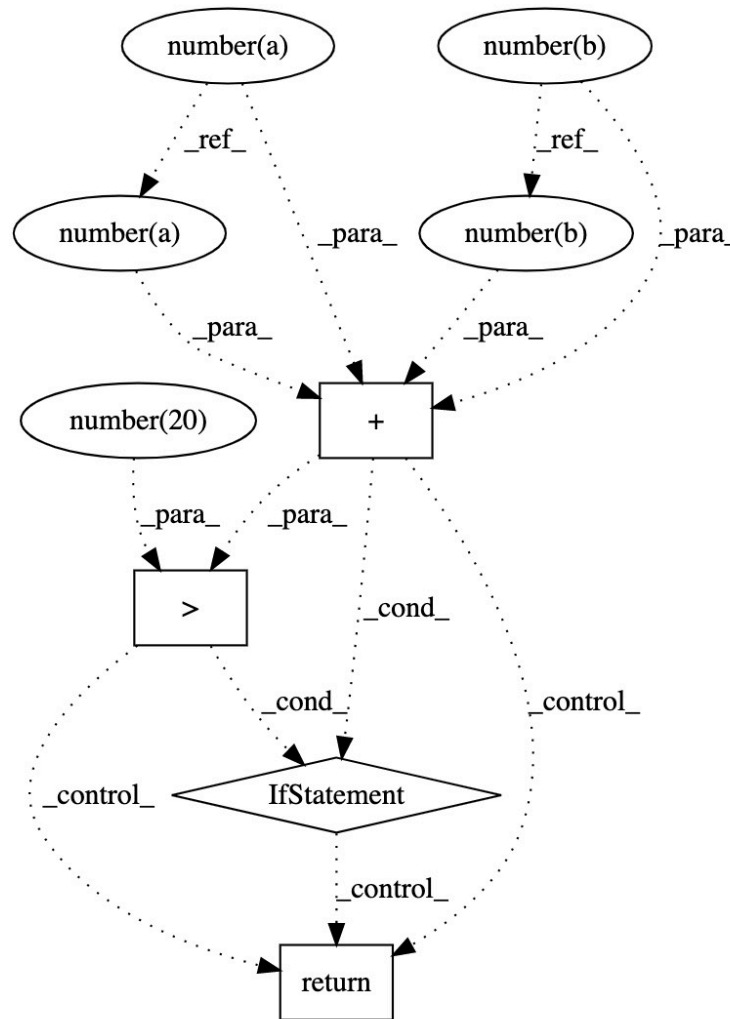 number(a)
number(b)
_ref_
_ref_
number(a)
_para_
number(b)
_para_
_para_
_para_
number(20)
+
_para_
_para_
>
_cond_
_cond_
_control_
_control_
IfStatement
_control_
return